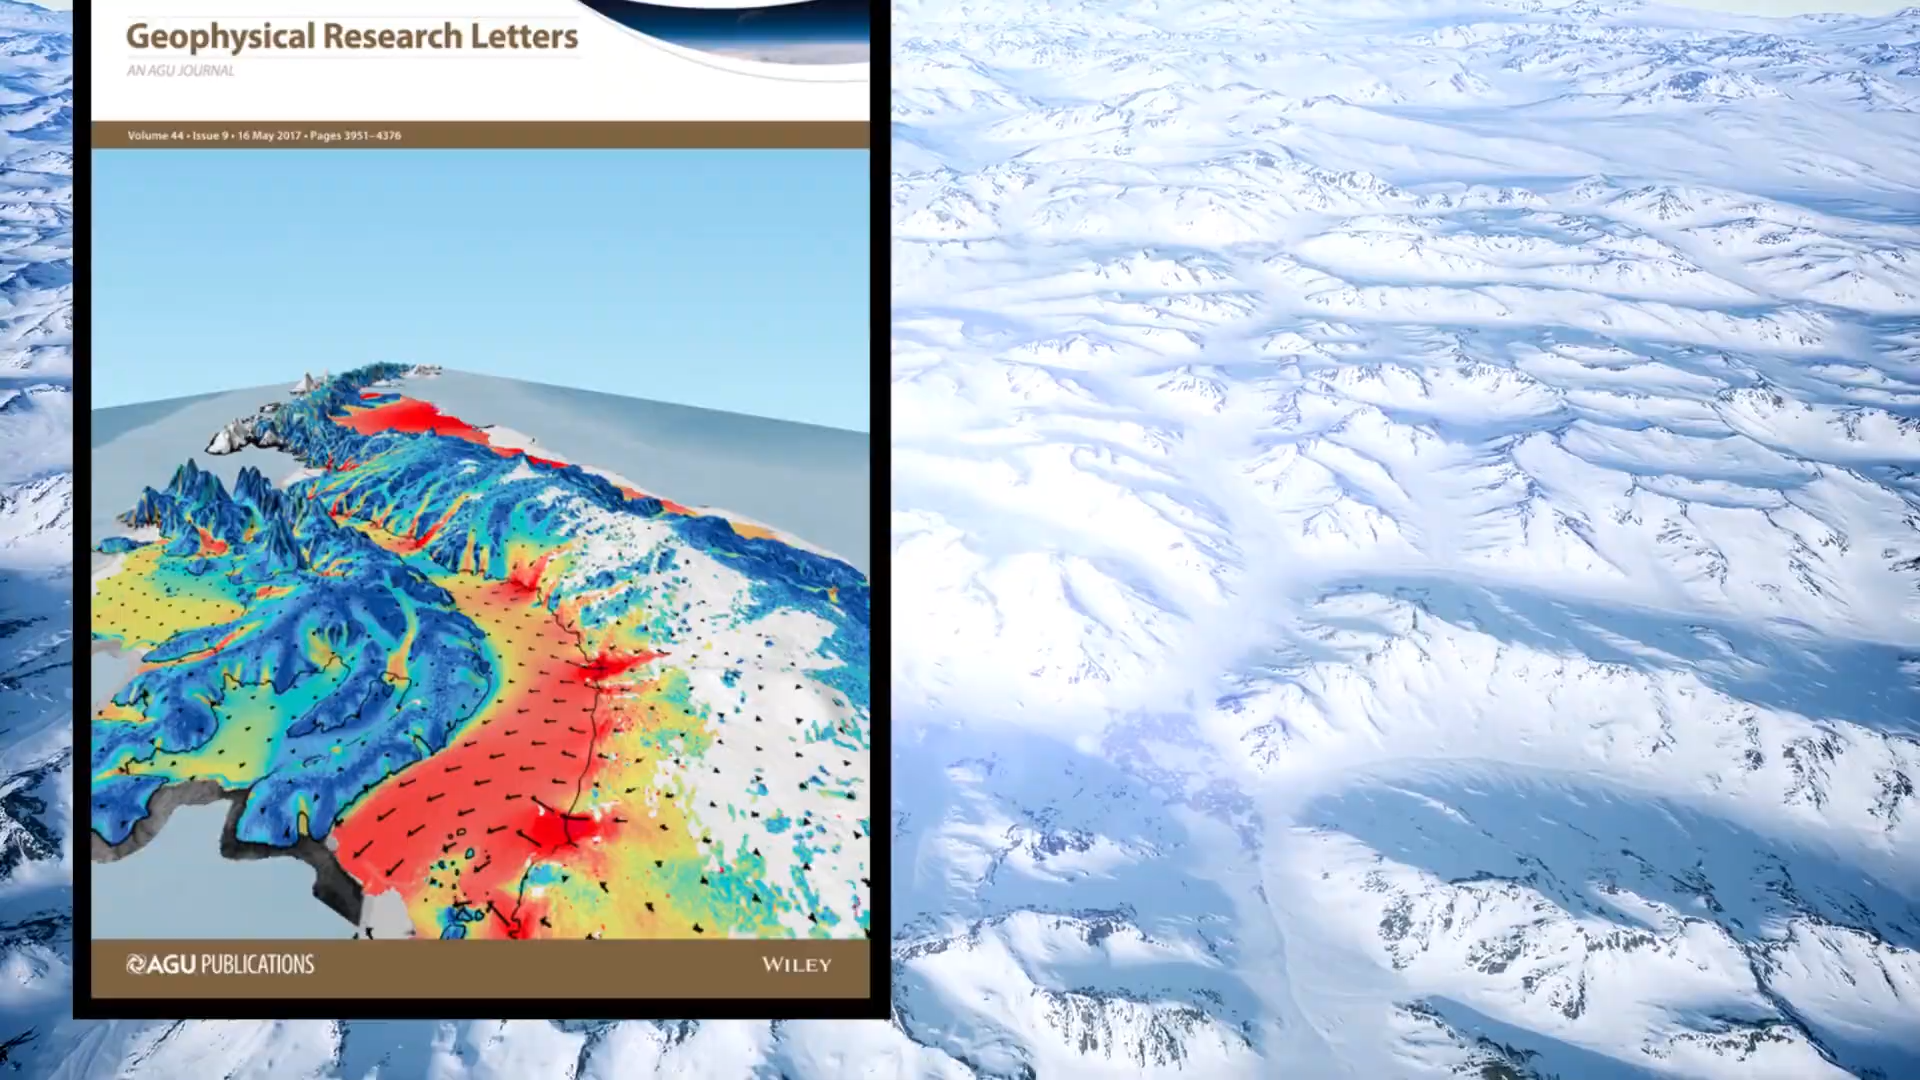 Geophysical Research Letters
AN AGU JOURNAL
Volume 44 • Issue 9 • 16 May 2017 • Pages 3951–4376
AGU PUBLICATIONS
WILEY